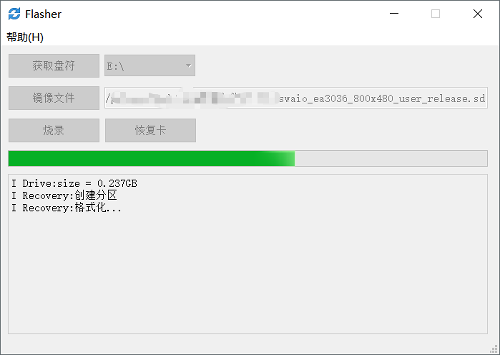 Flasher
帮助(H)
获取盘符 E:\
镜像文件 svaio_ea3036_800x480_user_release.sd
烧录 恢复卡
I Drive:size = 0.237GB
I Recovery:创建分区
I Recovery:格式化...